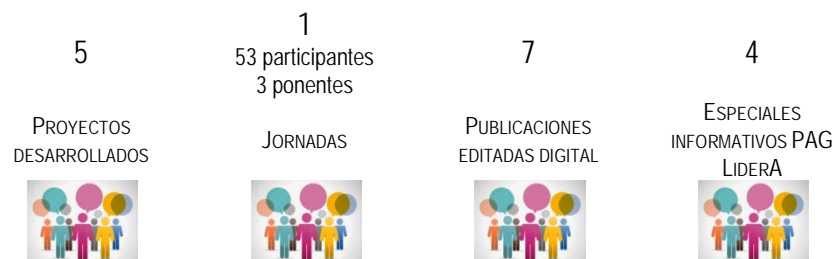 5
PROYECTOS
DESARROLLADOS
1
53 participantes
3 ponentes
JORNADAS
7
PUBLICACIONES
EDITADAS DIGITAL
4
ESPECIALES
INFORMATIVOS PAG
LIDERA